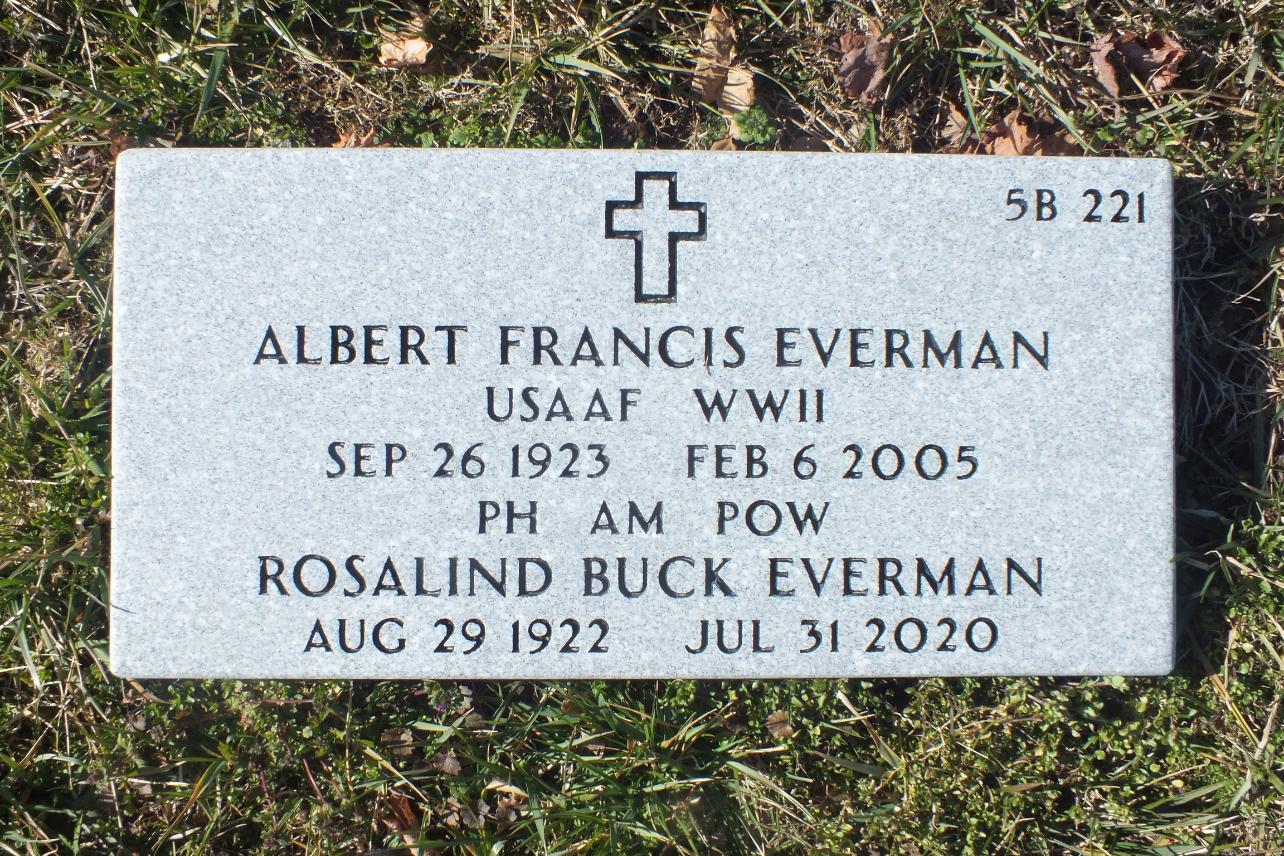 5B 221
ALBERT FRANCIS EVERMAN
USAAF WWII
SEP 26 1923 FEB 6 2005
PH AM POW
ROSALIND BUCK EVERMAN
AUG 29 1922 JUL 31 2020